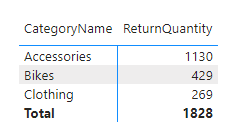 CategoryName ReturnQuantity
Accessories 1130
Bikes 429
Clothing 269
Total 1828